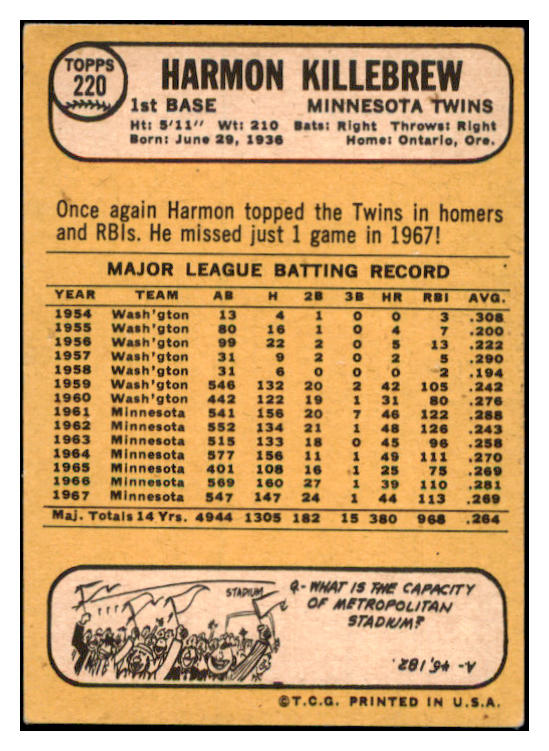 TOPPS
220
HARMON KILLEBREW
1st BASE MINNESOTA TWINS
Ht: 5'11" Wt: 210 Bats: Right Throws: Right
Born: June 29, 1936 Home: Ontario, Ore.
Once again Harmon topped the Twins in homers
and RBIs. He missed just 1 game in 1967!
MAJOR LEAGUE BATTING RECORD
YEAR TEAM AB H 2B 3B HR RBI AVG.
1954 Wash'gton 13 4 1 0 0 3 .308
1955 Wash'gton 80 16 1 0 4 7 .200
1956 Wash'gton 99 22 2 0 5 13 .222
1957 Wash'gton 31 9 2 0 2 5 .290
1958 Wash'gton 31 6 0 0 0 2 .194
1959 Wash'gton 546 132 20 2 42 105 .242
1960 Wash'gton 442 122 19 1 31 80 .276
1961 Minnesota 541 156 20 7 46 122 .288
1962 Minnesota 552 134 21 1 48 126 .243
1963 Minnesota 515 133 18 0 45 96 .258
1964 Minnesota 577 156 11 1 49 111 .270
1965 Minnesota 401 108 16 1 25 75 .269
1966 Minnesota 569 160 27 1 39 110 .281
1967 Minnesota 547 147 24 1 44 113 .269
Maj. Totals 14 Yrs. 4944 1305 182 15 380 968 .264
STADIUM
Q-WHAT IS THE CAPACITY
OF METROPOLITAN
STADIUM?
A- 46,182.
©T.C.G. PRINTED IN U.S.A.